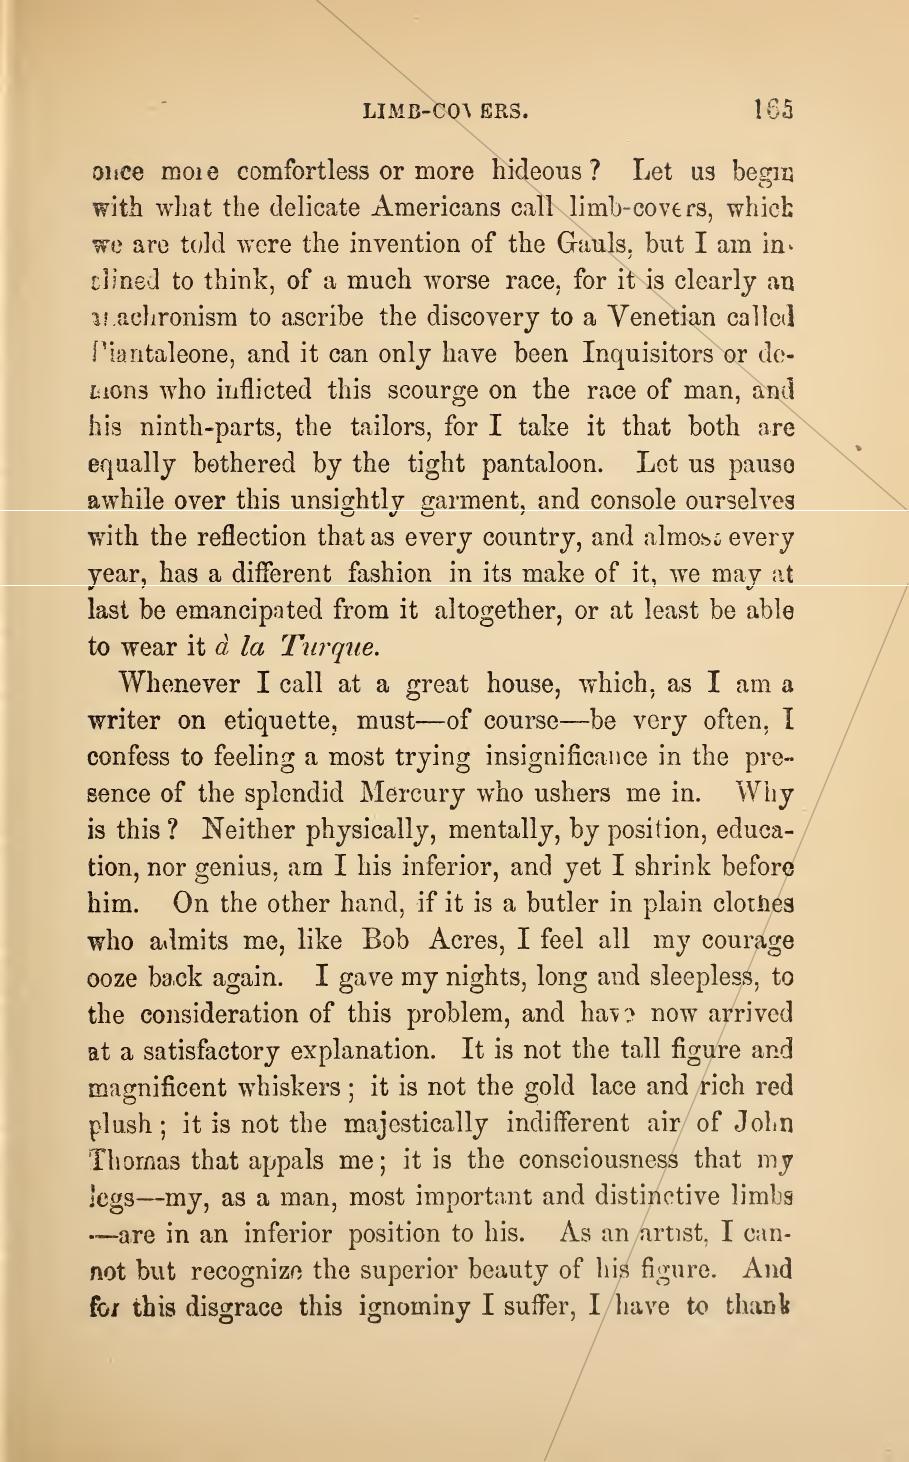 LIMB-COVERS. 165
once more comfortless or more hideous? Let us begin
with what the delicate Americans call limb-covers, which
we are told were the invention of the Gauls, but I am in-
clined to think, of a much worse race, for it is clearly an
anachronism to ascribe the discovery to a Venetian called
Piantaleone, and it can only have been Inquisitors or de-
mons who inflicted this scourge on the race of man, and
his ninth-parts, the tailors, for I take it that both are
equally bothered by the tight pantaloon. Let us pause
awhile over this unsightly garment, and console ourselves
with the reflection that as every country, and almost every
year, has a different fashion in its make of it, we may at
last be emancipated from it altogether, or at least be able
to wear it à la Turque.
Whenever I call at a great house, which, as I am a
writer on etiquette, must—of course—be very often, I
confess to feeling a most trying insignificance in the pre-
sence of the splendid Mercury who ushers me in. Why
is this? Neither physically, mentally, by position, educa-
tion, nor genius, am I his inferior, and yet I shrink before
him. On the other hand, if it is a butler in plain clothes
who admits me, like Bob Acres, I feel all my courage
ooze back again. I gave my nights, long and sleepless, to
the consideration of this problem, and have now arrived
at a satisfactory explanation. It is not the tall figure and
magnificent whiskers; it is not the gold lace and rich red
plush; it is not the majestically indifferent air of John
Thomas that appals me; it is the consciousness that my
legs—my, as a man, most important and distinctive limbs
—are in an inferior position to his. As an artist, I can-
not but recognize the superior beauty of his figure. And
for this disgrace this ignominy I suffer, I have to thank